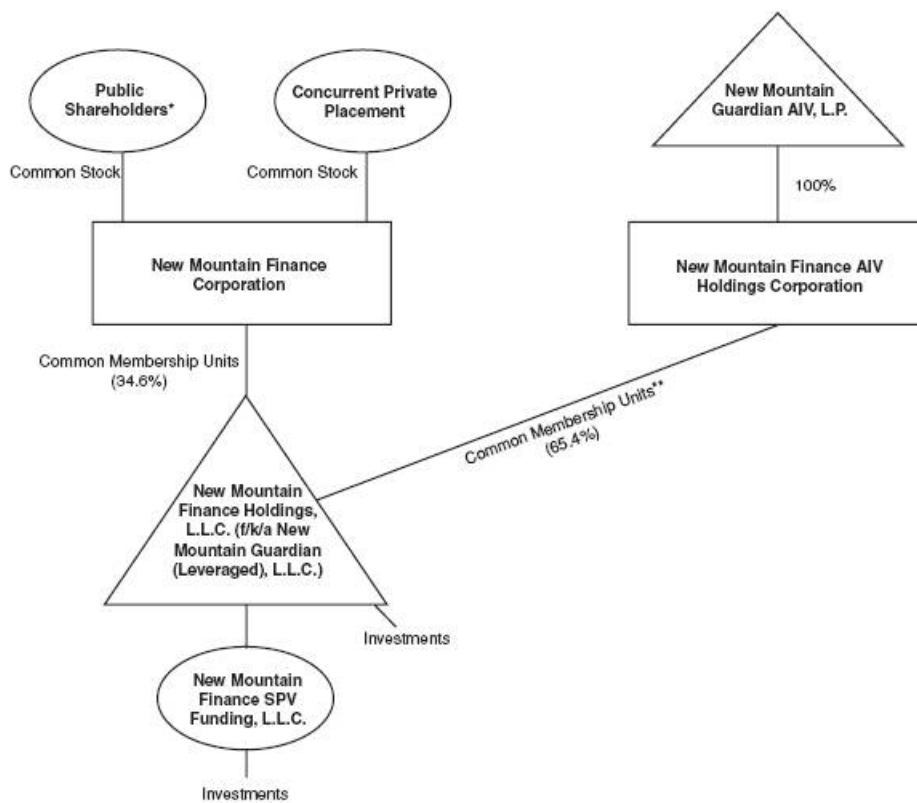 Public
Shareholders*
Concurrent Private
Placement
New Mountain
Guardian AIV, L.P.
Common Stock
Common Stock
100%
New Mountain Finance
Corporation
New Mountain Finance AIV
Holdings Corporation
Common Membership Units
(34.6%)
Common Membership Units**
(65.4%)
New Mountain
Finance Holdings,
L.L.C. (f/k/a New
Mountain Guardian
(Leveraged), L.L.C.)
Investments
New Mountain
Finance SPV
Funding, L.L.C.
Investments